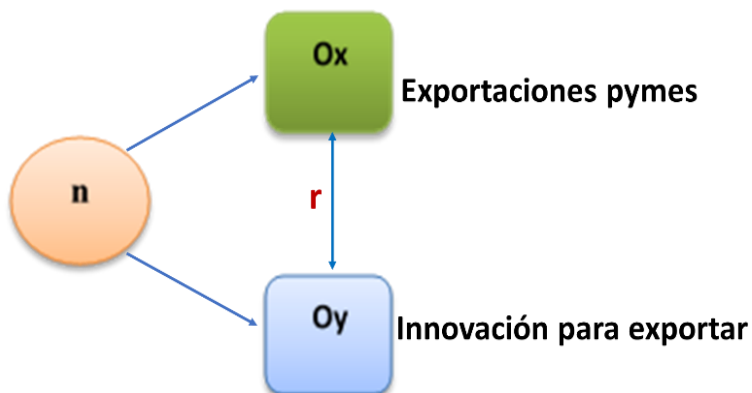 Ox
Exportaciones pymes
n
r
Oy
Innovación para exportar